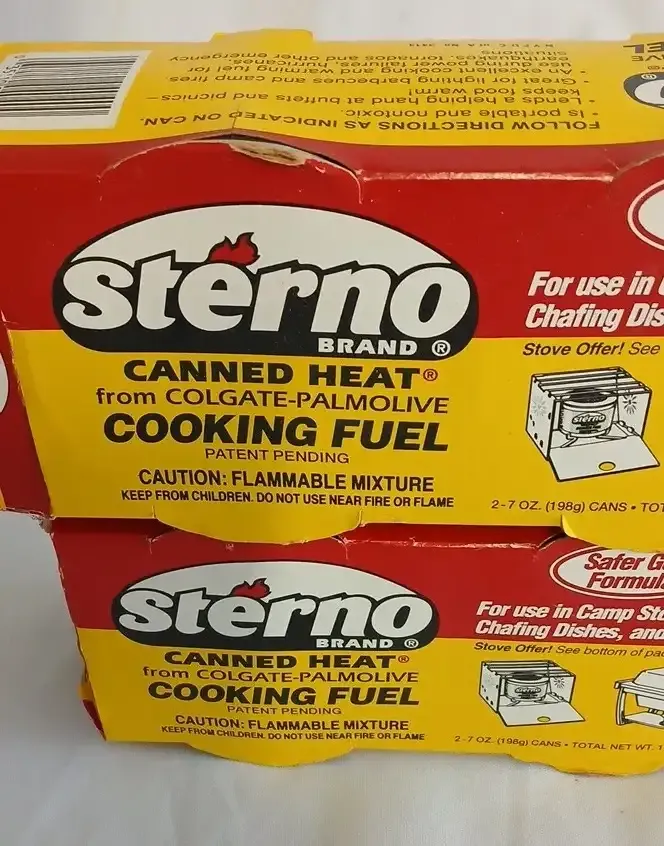 FOLLOW DIRECTIONS AS INDICATED ON CAN.
• Is portable and nontoxic.
• Lends a helping hand at buffets and picnics—
keeps food warm!
• Great for lighting barbecues and camp fires
• An excellent cooking and warming fuel for
use during power failures, hurricanes,
earthquakes, tornados and other emergency
situations
sterno
BRAND ®
CANNED HEAT®
from COLGATE-PALMOLIVE
COOKING FUEL
PATENT PENDING
CAUTION: FLAMMABLE MIXTURE
KEEP FROM CHILDREN. DO NOT USE NEAR FIRE OR FLAME
For use in
Chafing Dis
Stove Offer! See
sterno
2-7 OZ. (198g) CANS • TOT
sterno
BRAND ®
CANNED HEAT®
from COLGATE-PALMOLIVE
COOKING FUEL
PATENT PENDING
CAUTION: FLAMMABLE MIXTURE
KEEP FROM CHILDREN. DO NOT USE NEAR FIRE OR FLAME
Safer G
Formul
For use in Camp Sto
Chafing Dishes, and
Stove Offer! See bottom of pac
sterno
2-7 OZ. (198g) CANS • TOTAL NET WT. 1